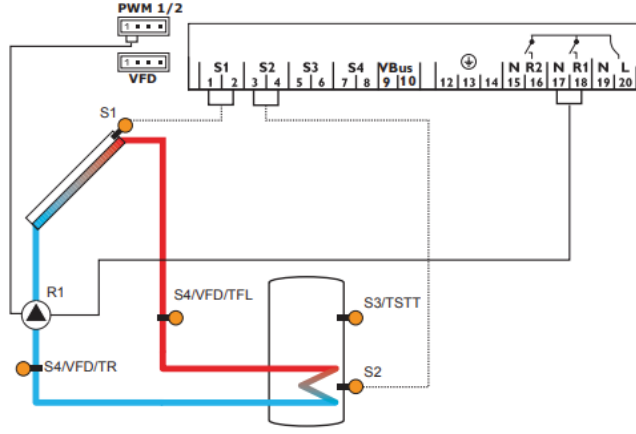 PWM 1/2
1
VFD
1
S1 S2 S3 S4 VBus N R2 N R1 N L
1 2 3 4 5 6 7 8 9 10 12 13 14 15 16 17 18 19 20
S1
R1
S4/VFD/TFL
S3/TSTT
S4/VFD/TR
S2